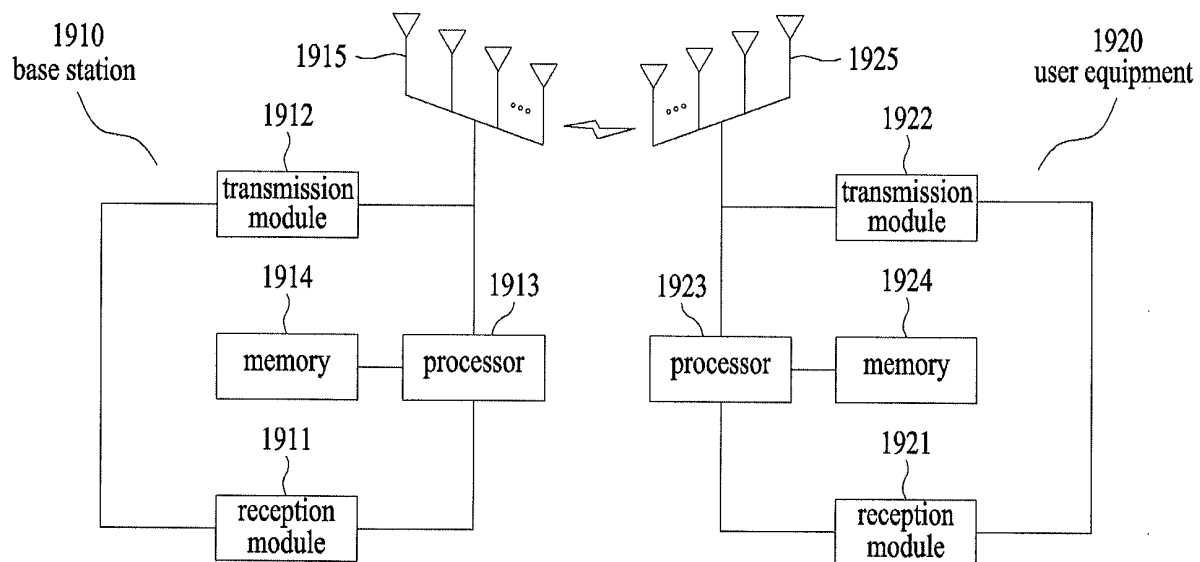 1910
base station
1915
1925
1920
user equipment
1912
transmission
module
1922
transmission
module
1914
memory
1913
processor
1923
processor
1924
memory
1911
reception
module
1921
reception
module